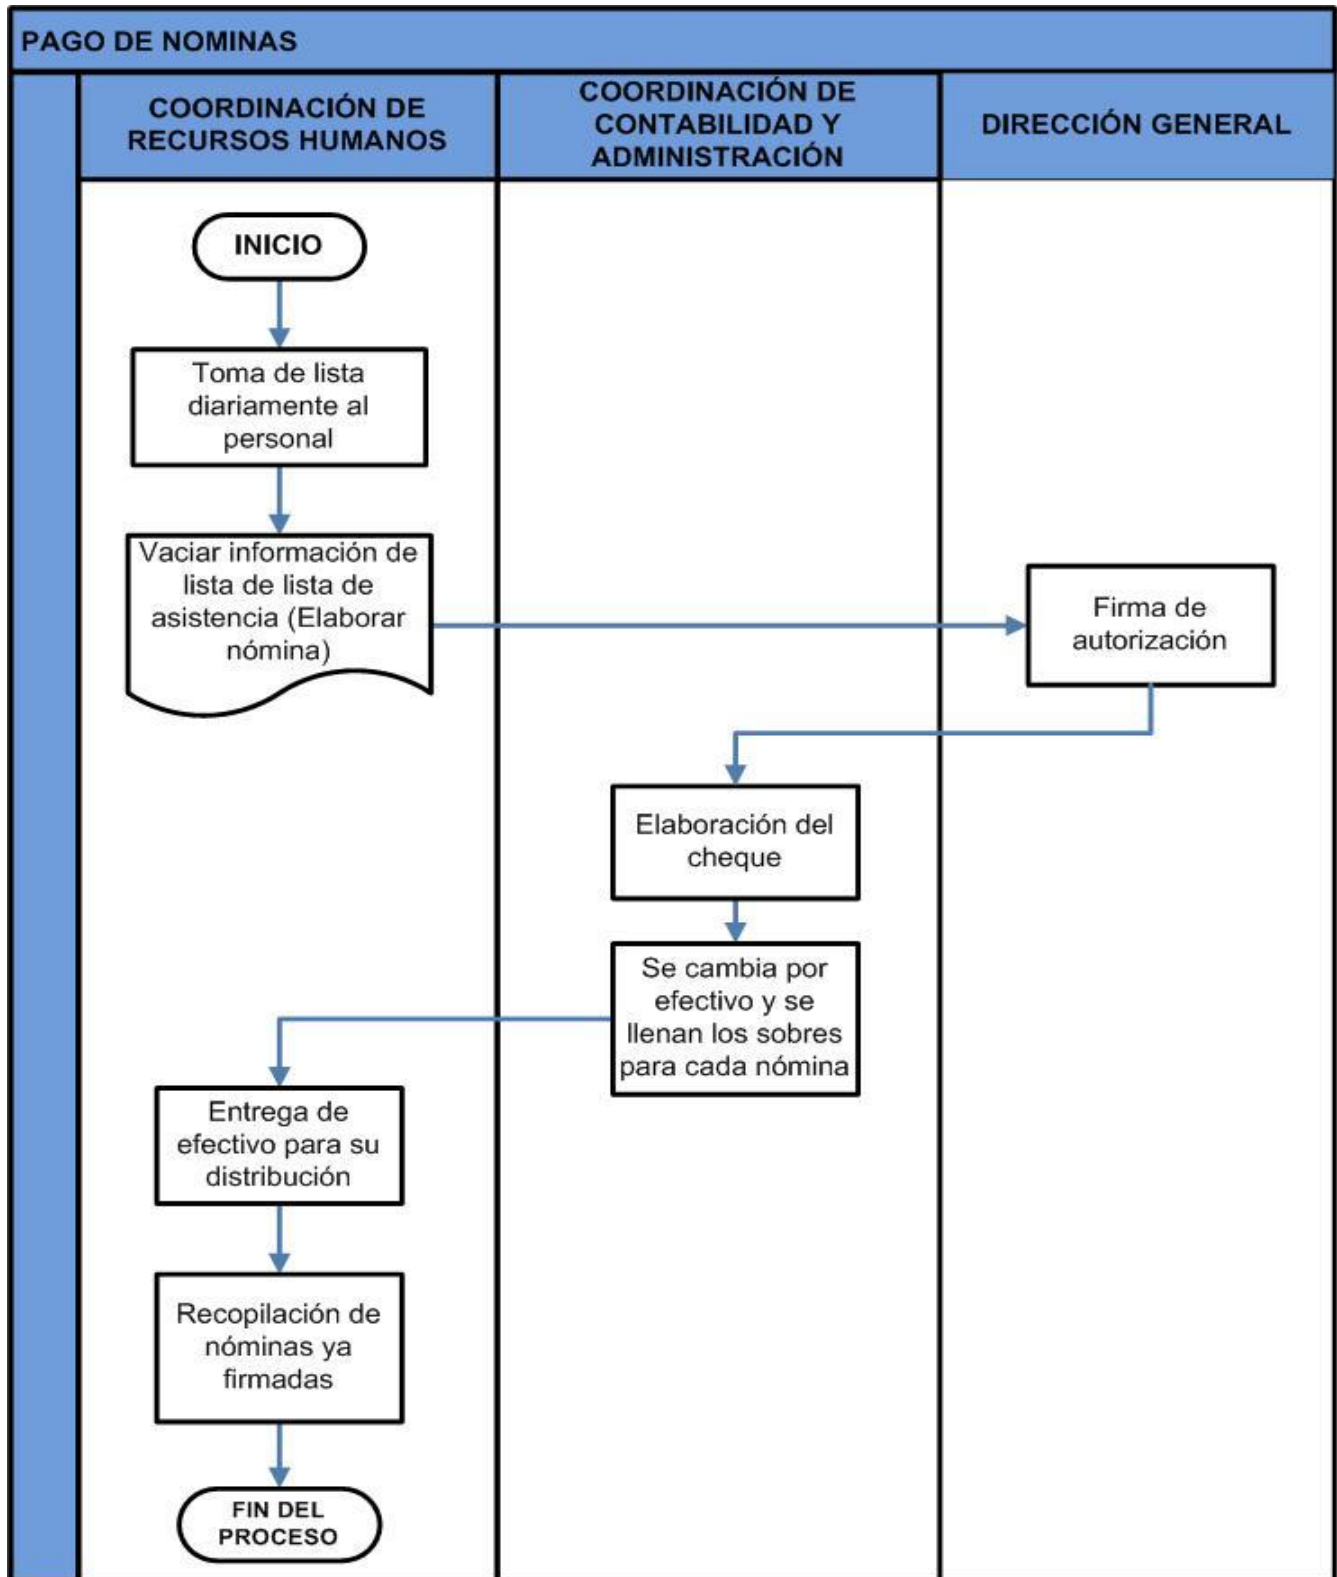 PAGO DE NOMINAS
COORDINACIÓN DE
RECURSOS HUMANOS
COORDINACIÓN DE
CONTABILIDAD Y
ADMINISTRACIÓN
DIRECCIÓN GENERAL
INICIO
Toma de lista
diariamente al
personal
Vaciar información de
lista de lista de
asistencia (Elaborar
nómina)
Firma de
autorización
Elaboración del
cheque
Se cambia por
efectivo y se
llenan los sobres
para cada nómina
Entrega de
efectivo para su
distribución
Recopilación de
nóminas ya
firmadas
FIN DEL
PROCESO